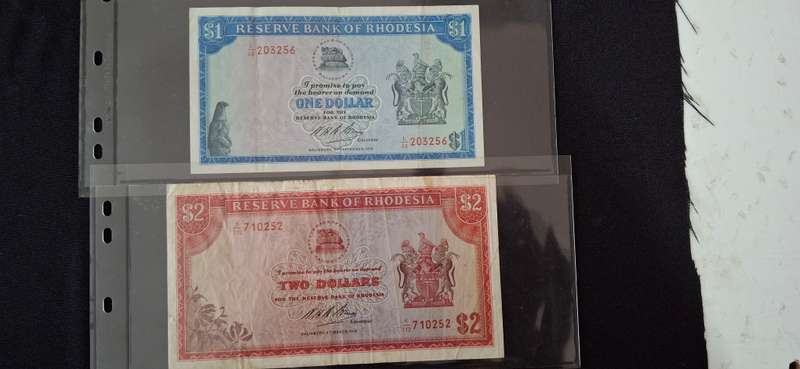 $1 RESERVE BANK OF RHODESIA $1
203256
I promise to pay
the bearer on demand
ONE DOLLAR
FOR THE
RESERVE BANK OF RHODESIA
203256 $1
$2 RESERVE BANK OF RHODESIA $2
710252
I promise to pay the bearer on demand
TWO DOLLARS
FOR THE RESERVE BANK OF RHODESIA
710252 $2